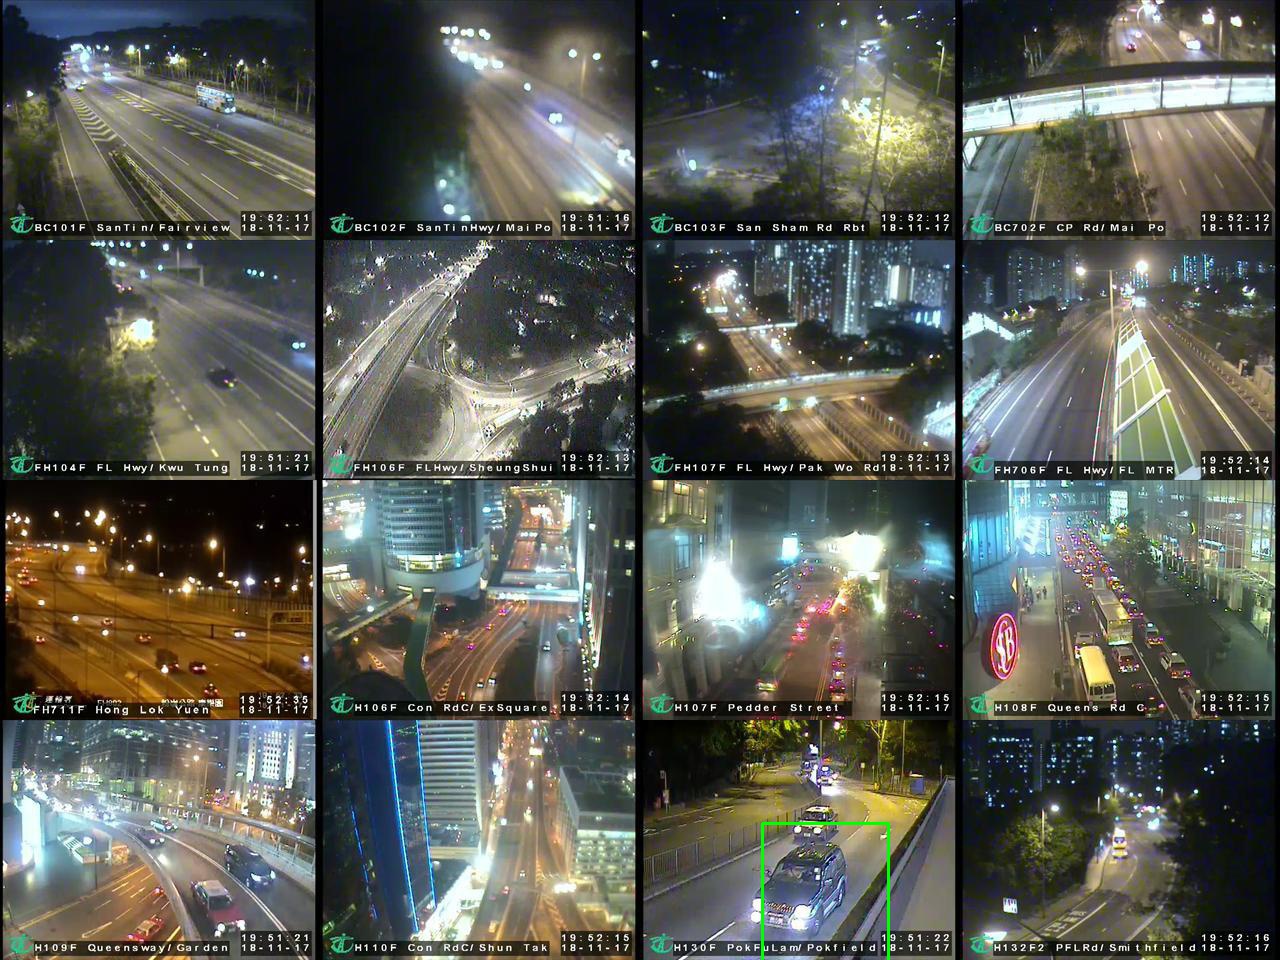 BC101F SanTin/Fairview 19:52:11 18-11-17
BC102F SanTinHwy/Mai Po 19:51:16 18-11-17
BC103F San Sham Rd Rbt 19:52:12 18-11-17
BC702F CP Rd/Mai Po 19:52:12 18-11-17
FH104F FL Hwy/Kwu Tung 19:51:21 18-11-17
FH106F FLHwy/SheungShui 19:52:13 18-11-17
FH107F FL Hwy/Pak Wo Rd 19:52:13 18-11-17
FH706F FL Hwy/FL MTR 19:52:14 18-11-17
FH711F Hong Lok Yuen 19:52:35 18-11-17
H106F Con RdC/ExSquare 19:52:14 18-11-17
H107F Pedder Street 19:52:15 18-11-17
H108F Queens Rd C 19:52:15 18-11-17
H109F Queensway/Garden 19:51:21 18-11-17
H110F Con RdC/Shun Tak 19:52:15 18-11-17
H130F PokFuLam/Pokfield 19:51:22 18-11-17
H132F2 PFLRd/Smithfield 19:52:16 18-11-17